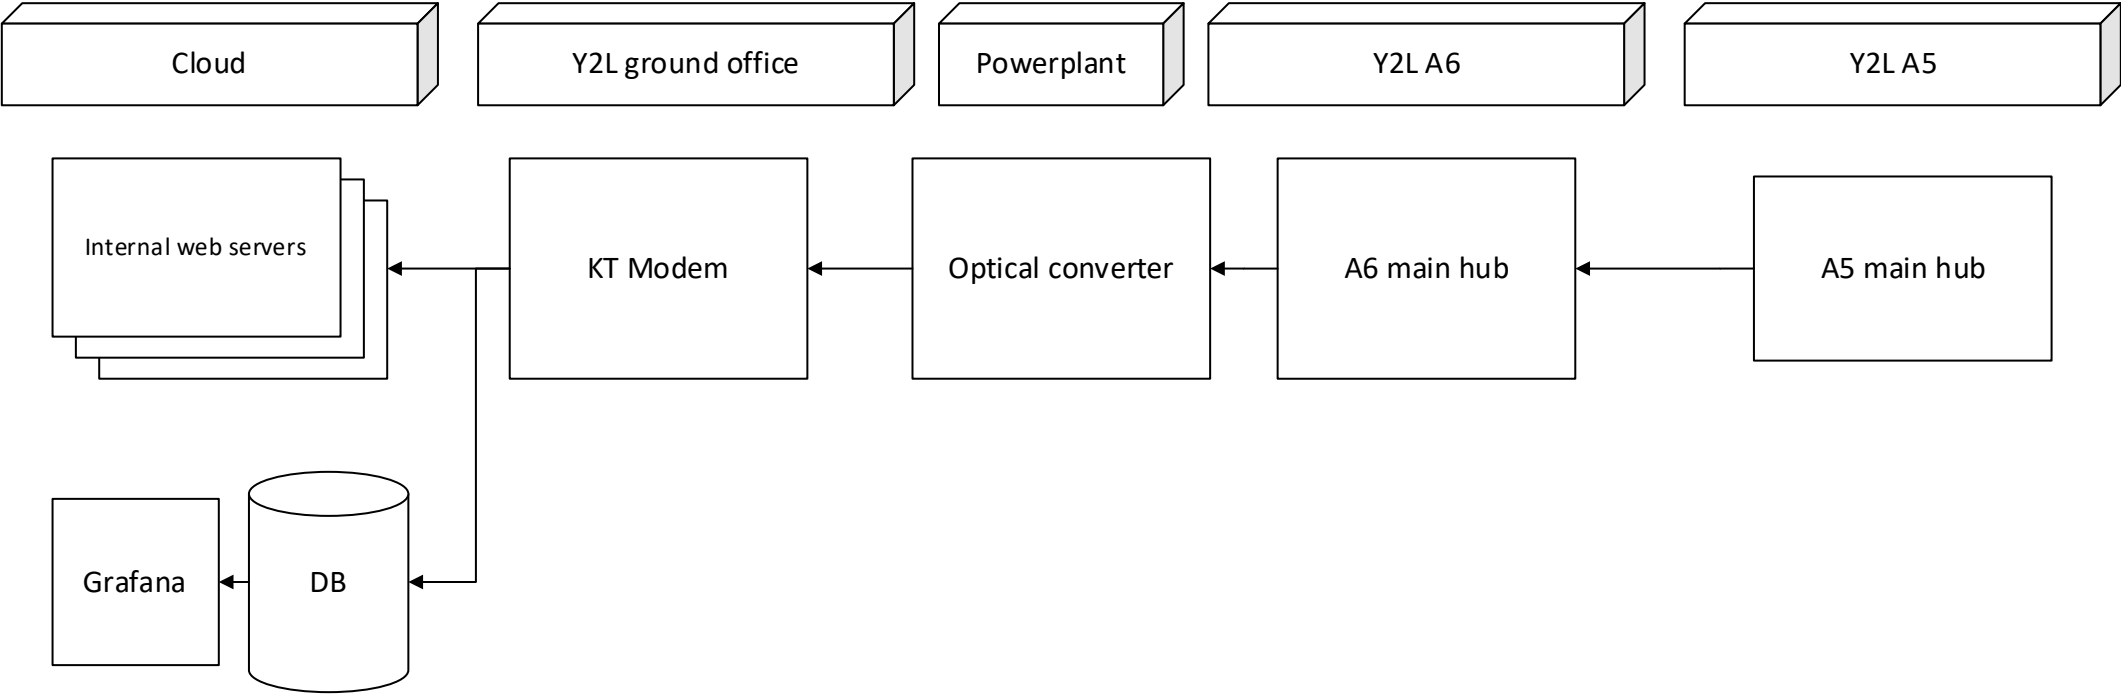 Cloud
Y2L ground office
Powerplant
Y2L A6
Y2L A5
Internal web servers
KT Modem
Optical converter
A6 main hub
A5 main hub
Grafana
DB